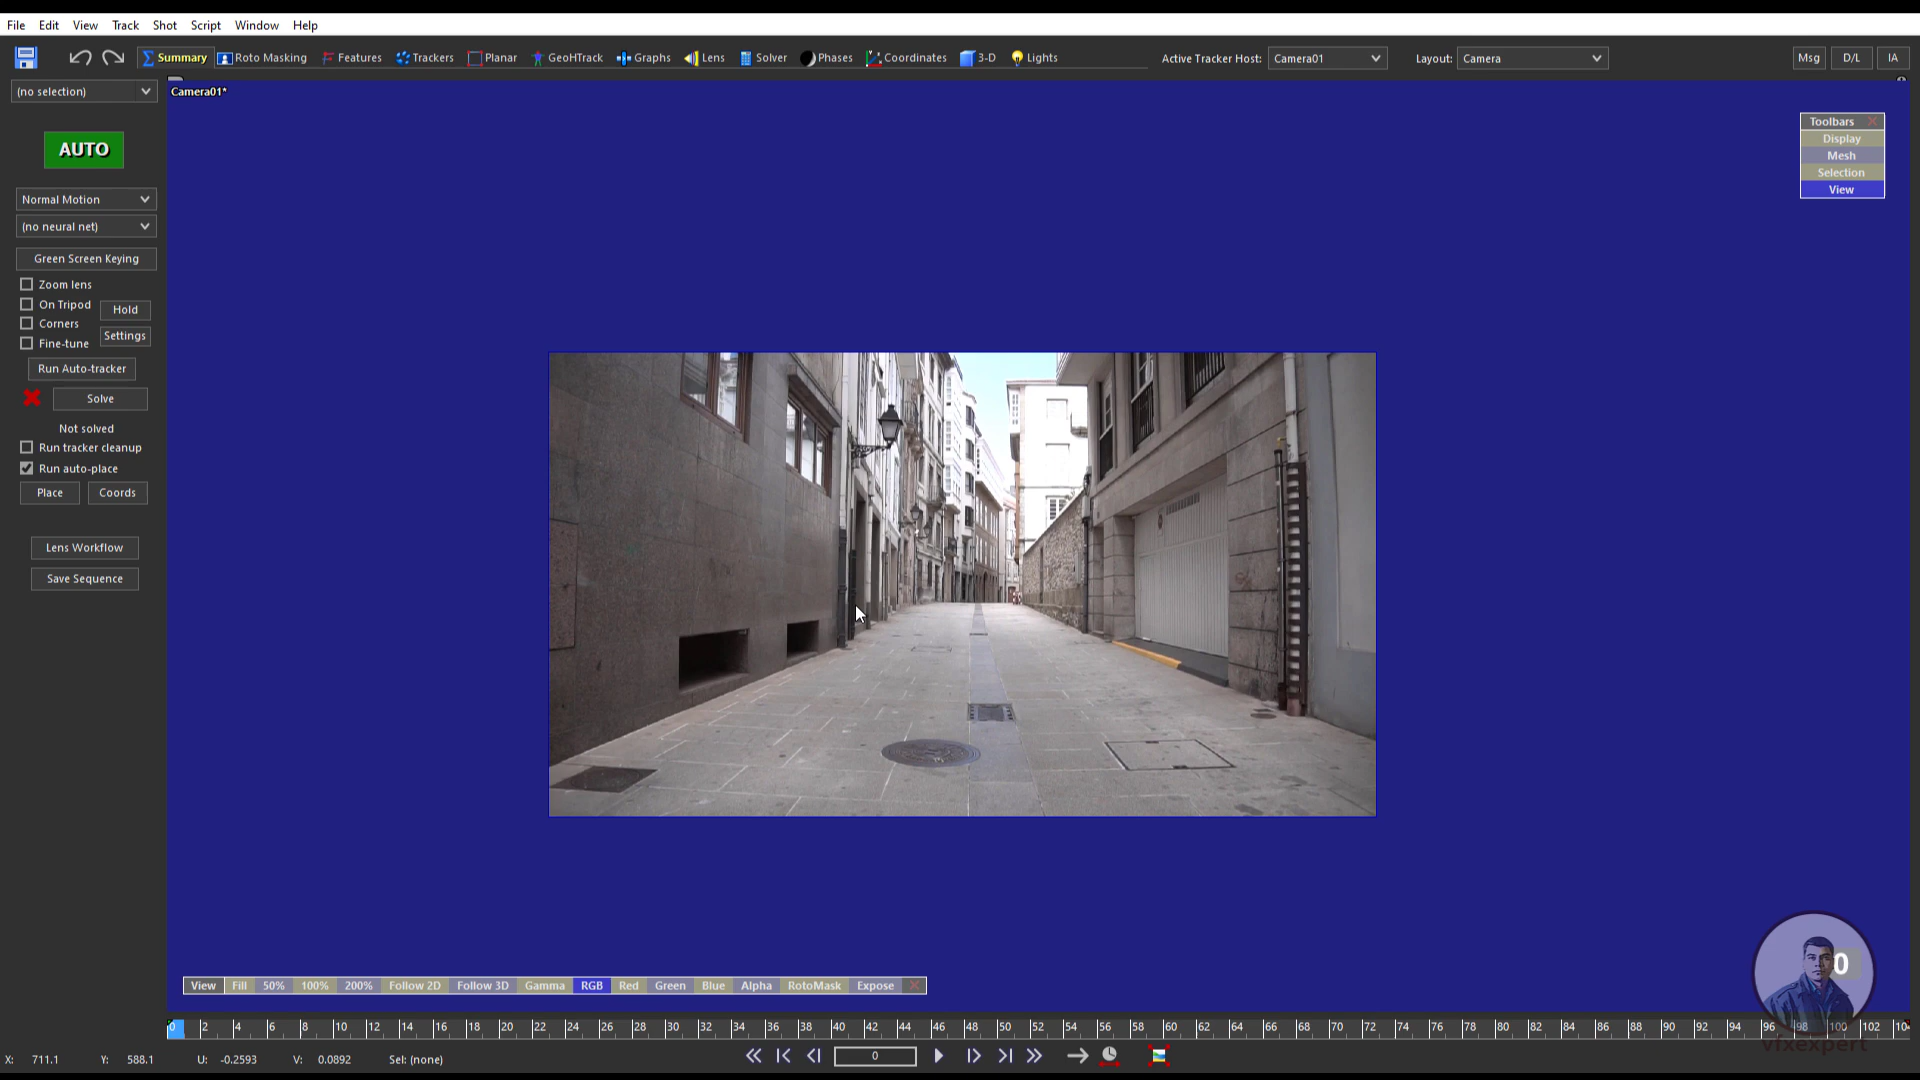 File Edit View Track Shot Script Window Help
Summary Roto Masking Features Trackers Planar GeoHTrack Graphs Lens Solver Phases Coordinates 3-D Lights Active Tracker Host: Camera01 Layout: Camera Msg D/L IA
(no selection)
Camera01*
AUTO
Normal Motion
(no neural net)
Green Screen Keying
Zoom lens
On Tripod
Hold
Corners
Settings
Fine-tune
Run Auto-tracker
Solve
Not solved
Run tracker cleanup
Run auto-place
Place Coords
Lens Workflow
Save Sequence
Toolbars
Display
Mesh
Selection
View
0
View Fill 50% 100% 200% Follow 2D Follow 3D Gamma RGB Red Green Blue Alpha RotoMask Expose
0 2 4 6 8 10 12 14 16 18 20 22 24 26 28 30 32 34 36 38 40 42 44 46 48 50 52 54 56 58 60 62 64 66 68 70 72 74 76 78 80 82 84 86 88 90 92 94 96 98 100 102
vfxexpert
X: 711.1 Y: 588.1 U: -0.2593 V: 0.0892 Sel: (none) 0